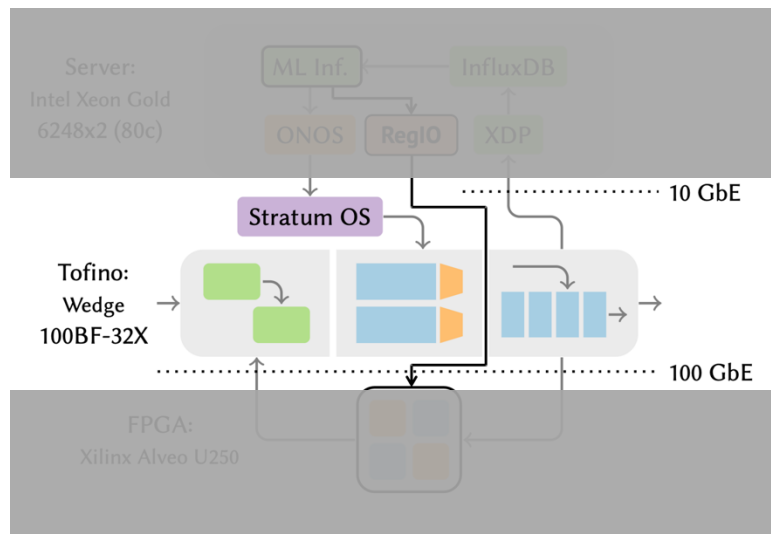 Server:
Intel Xeon Gold
6248x2 (80c)
ML Inf.
InfluxDB
ONOS
RegIO
XDP
10 GbE
Stratum OS
Tofino:
Wedge
100BF-32X
100 GbE
FPGA:
Xilinx Alveo U250